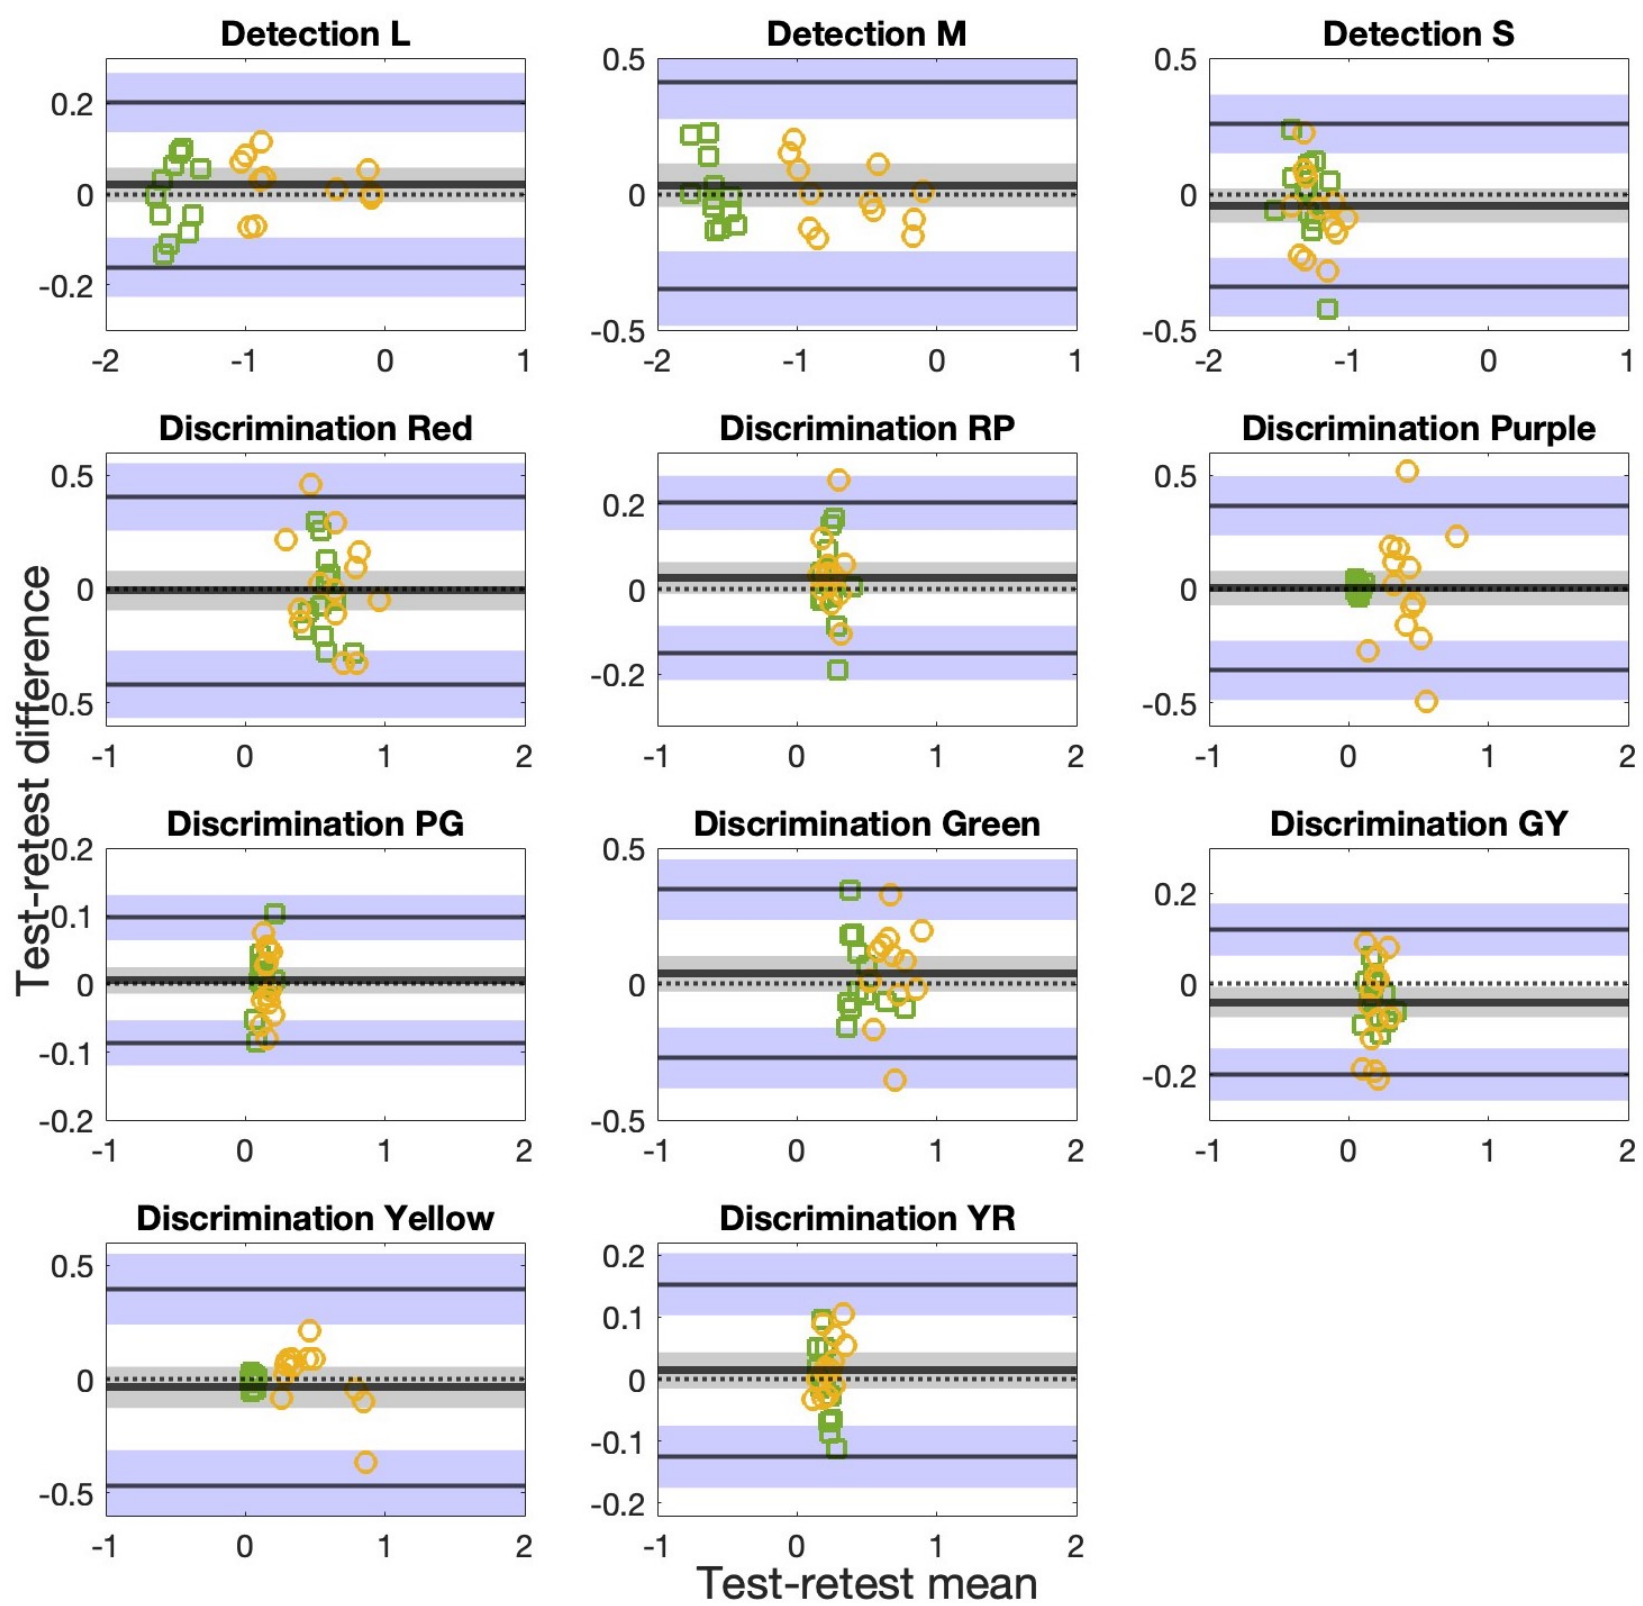 Detection L
Detection M
Detection S
0.2
0
-0.2
-2 -1 0 1
0.5
0
-0.5
-2 -1 0 1
0.5
0
-0.5
-2 -1 0 1
Discrimination Red
Discrimination RP
Discrimination Purple
0.5
0
0.5
-1 0 1 2
0.2
0
-0.2
-1 0 1 2
0.5
0
-0.5
-1 0 1 2
Test-retest difference
Discrimination PG
Discrimination Green
Discrimination GY
0.2
0.1
0
-0.1
-0.2
-1 0 1 2
0.5
0
-0.5
-1 0 1 2
0.2
0
-0.2
-1 0 1 2
Discrimination Yellow
Discrimination YR
0.5
0
-0.5
-1 0 1 2
0.2
0.1
0
-0.1
-0.2
-1 0 1 2
Test-retest mean